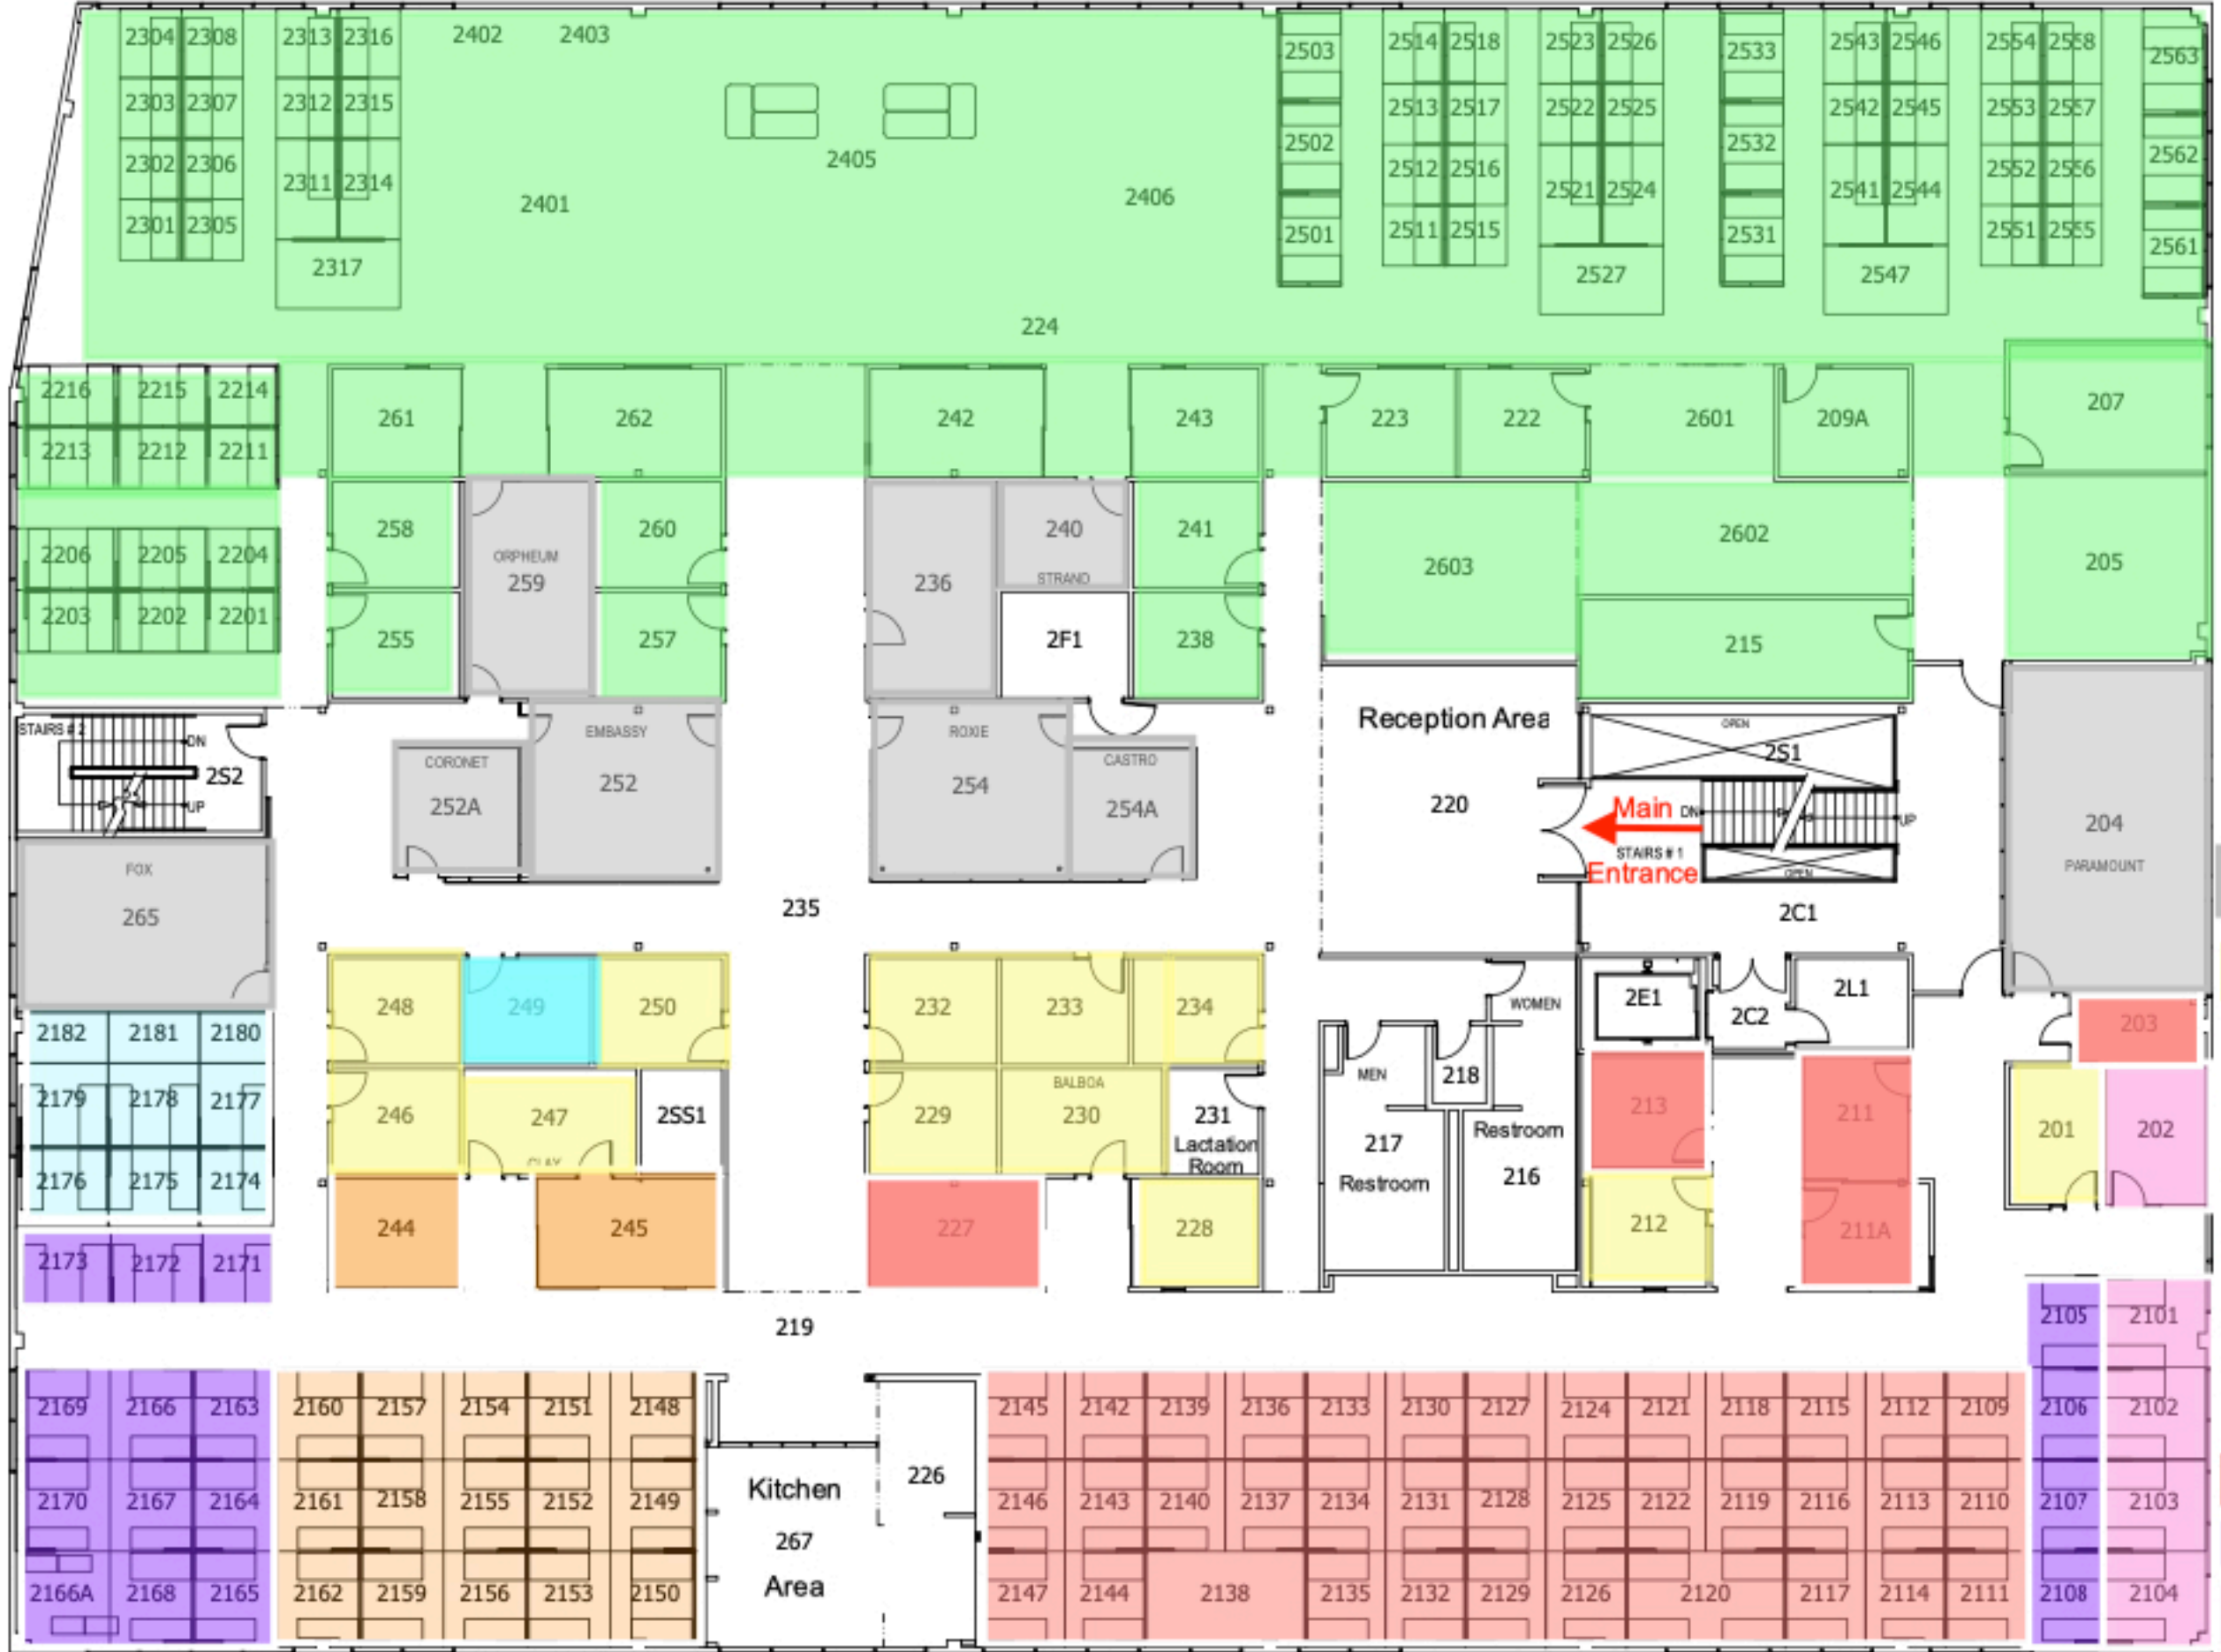 2304 2308 2313 2316 2402 2403 2503 2514 2518 2523 2526 2533 2543 2546 2554 2558 2563
2303 2307 2312 2315 2513 2517 2522 2525 2542 2545 2553 2557
2405 2502 2532 2562
2302 2306 2311 2314 2512 2516 2521 2524 2541 2544 2552 2556
2401 2406
2301 2305 2501 2511 2515 2531 2551 2555 2561
2317 2527 2547
224
2216 2215 2214 261 262 242 243 223 222 2601 209A 207
2213 2212 2211
2206 2205 2204 258 ORPHEUM 260 240 241 2602
259 236 STRAND 2603 205
2203 2202 2201 255 257 2F1 238 215
STAIRS # 2 DN
2S2
UP
EMBASSY
252
CORONET
252A
ROXIE
254
CASTRO
254A
Reception Area
220
OPEN
2S1
Main DN UP
STAIRS # 1
Entrance OPEN
2C1
204
PARAMOUNT
FOX
265
235
248 249 250 232 233 234 WOMEN 2E1 2C2 2L1 203
2182 2181 2180
2179 2178 2177
2176 2175 2174
246 247 2SS1 229 BALBOA
230
231
Lactation
Room
MEN 218
217
Restroom
Restroom
216
213 211 201 202
244 245 227 228 212 211A
2173 2172 2171
219
2105 2101
2169 2166 2163 2160 2157 2154 2151 2148 2145 2142 2139 2136 2133 2130 2127 2124 2121 2118 2115 2112 2109 2106 2102
Kitchen 226
2170 2167 2164 2161 2158 2155 2152 2149 2146 2143 2140 2137 2134 2131 2128 2125 2122 2119 2116 2113 2110 2107 2103
267
Area
2166A 2168 2165 2162 2159 2156 2153 2150 2147 2144 2138 2135 2132 2129 2126 2120 2117 2114 2111 2108 2104